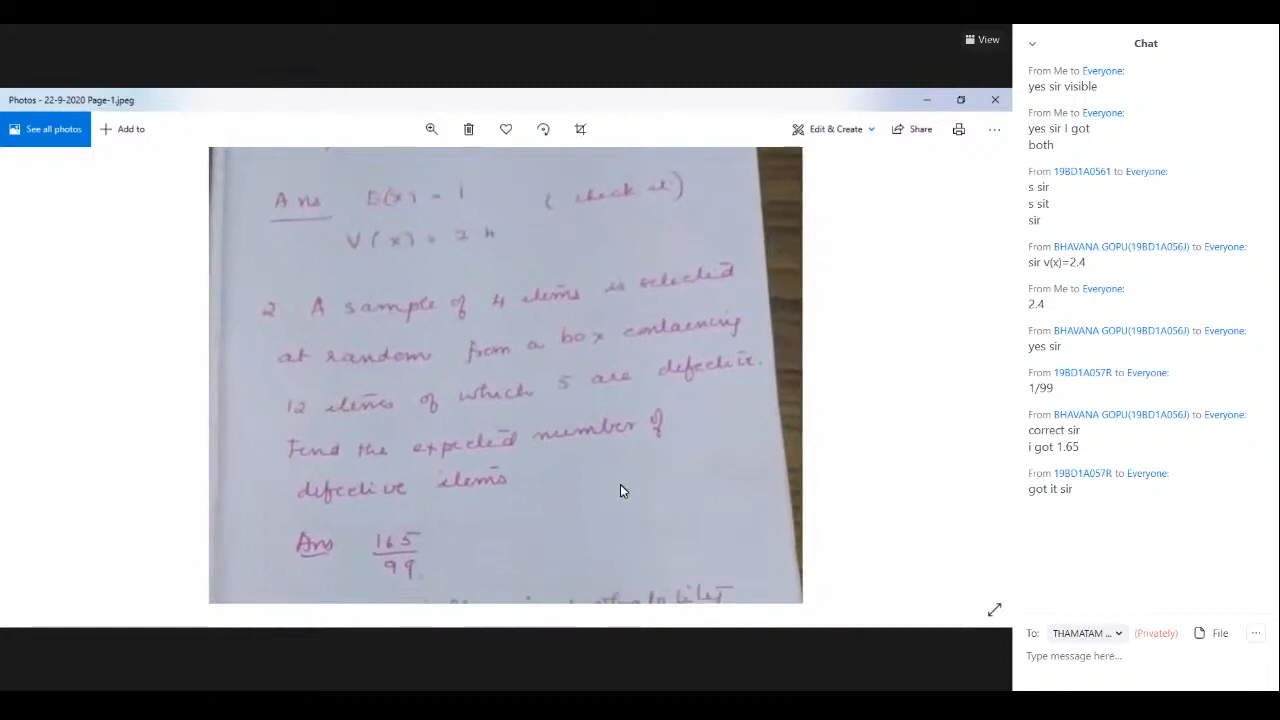 View
Photos - 22-9-2020 Page-1.jpeg
See all photos
Add to
Edit & Create
Share
Ans E(x) = 1 (check it)
V(x) = 2.4
2 A sample of 4 items is selected
at random from a box containing
12 items of which 5 are defective.
Find the expected number of
defective items
Ans 165
99
Chat
From Me to Everyone:
yes sir visible
From Me to Everyone:
yes sir I got
both
From 19BD1A0561 to Everyone:
s sir
s sit
sir
From BHAVANA GOPU(19BD1A056J) to Everyone:
sir v(x)=2.4
From Me to Everyone:
2.4
From BHAVANA GOPU(19BD1A056J) to Everyone:
yes sir
From 19BD1A057R to Everyone:
1/99
From BHAVANA GOPU(19BD1A056J) to Everyone:
correct sir
i got 1.65
From 19BD1A057R to Everyone:
got it sir
To: THAMATAM ... (Privately) File
Type message here...